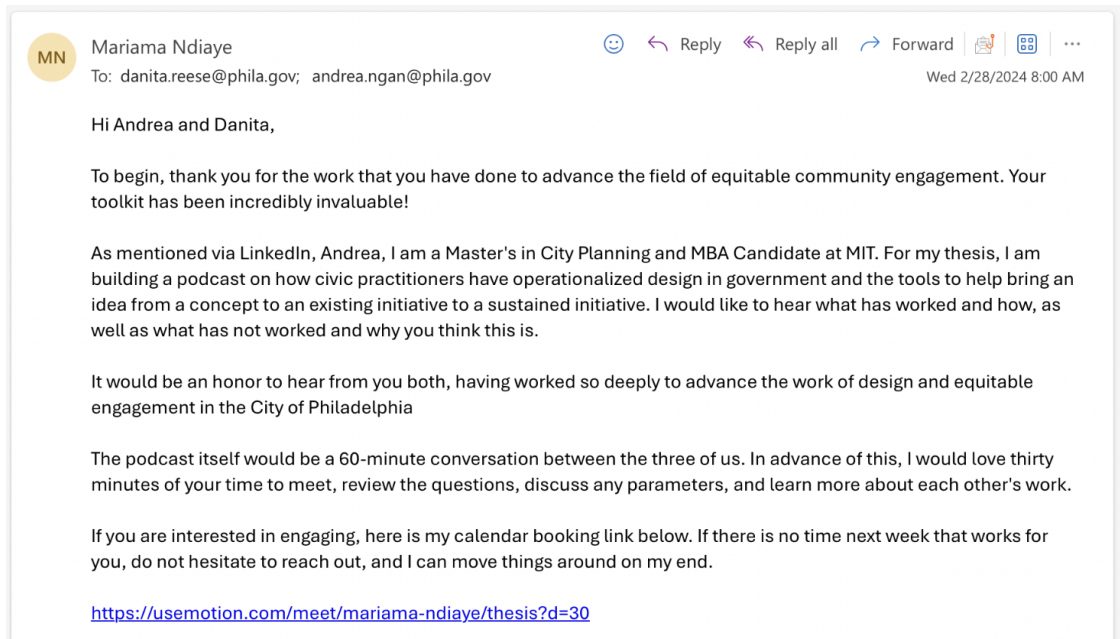 MN
Mariama Ndiaye
Reply
Reply all
Forward
To: danita.reese@phila.gov; andrea.ngan@phila.gov
Wed 2/28/2024 8:00 AM
Hi Andrea and Danita,
To begin, thank you for the work that you have done to advance the field of equitable community engagement. Your
toolkit has been incredibly invaluable!
As mentioned via LinkedIn, Andrea, I am a Master's in City Planning and MBA Candidate at MIT. For my thesis, I am
building a podcast on how civic practitioners have operationalized design in government and the tools to help bring an
idea from a concept to an existing initiative to a sustained initiative. I would like to hear what has worked and how, as
well as what has not worked and why you think this is.
It would be an honor to hear from you both, having worked so deeply to advance the work of design and equitable
engagement in the City of Philadelphia
The podcast itself would be a 60-minute conversation between the three of us. In advance of this, I would love thirty
minutes of your time to meet, review the questions, discuss any parameters, and learn more about each other's work.
If you are interested in engaging, here is my calendar booking link below. If there is no time next week that works for
you, do not hesitate to reach out, and I can move things around on my end.
https://usemotion.com/meet/mariama-ndiaye/thesis?d=30